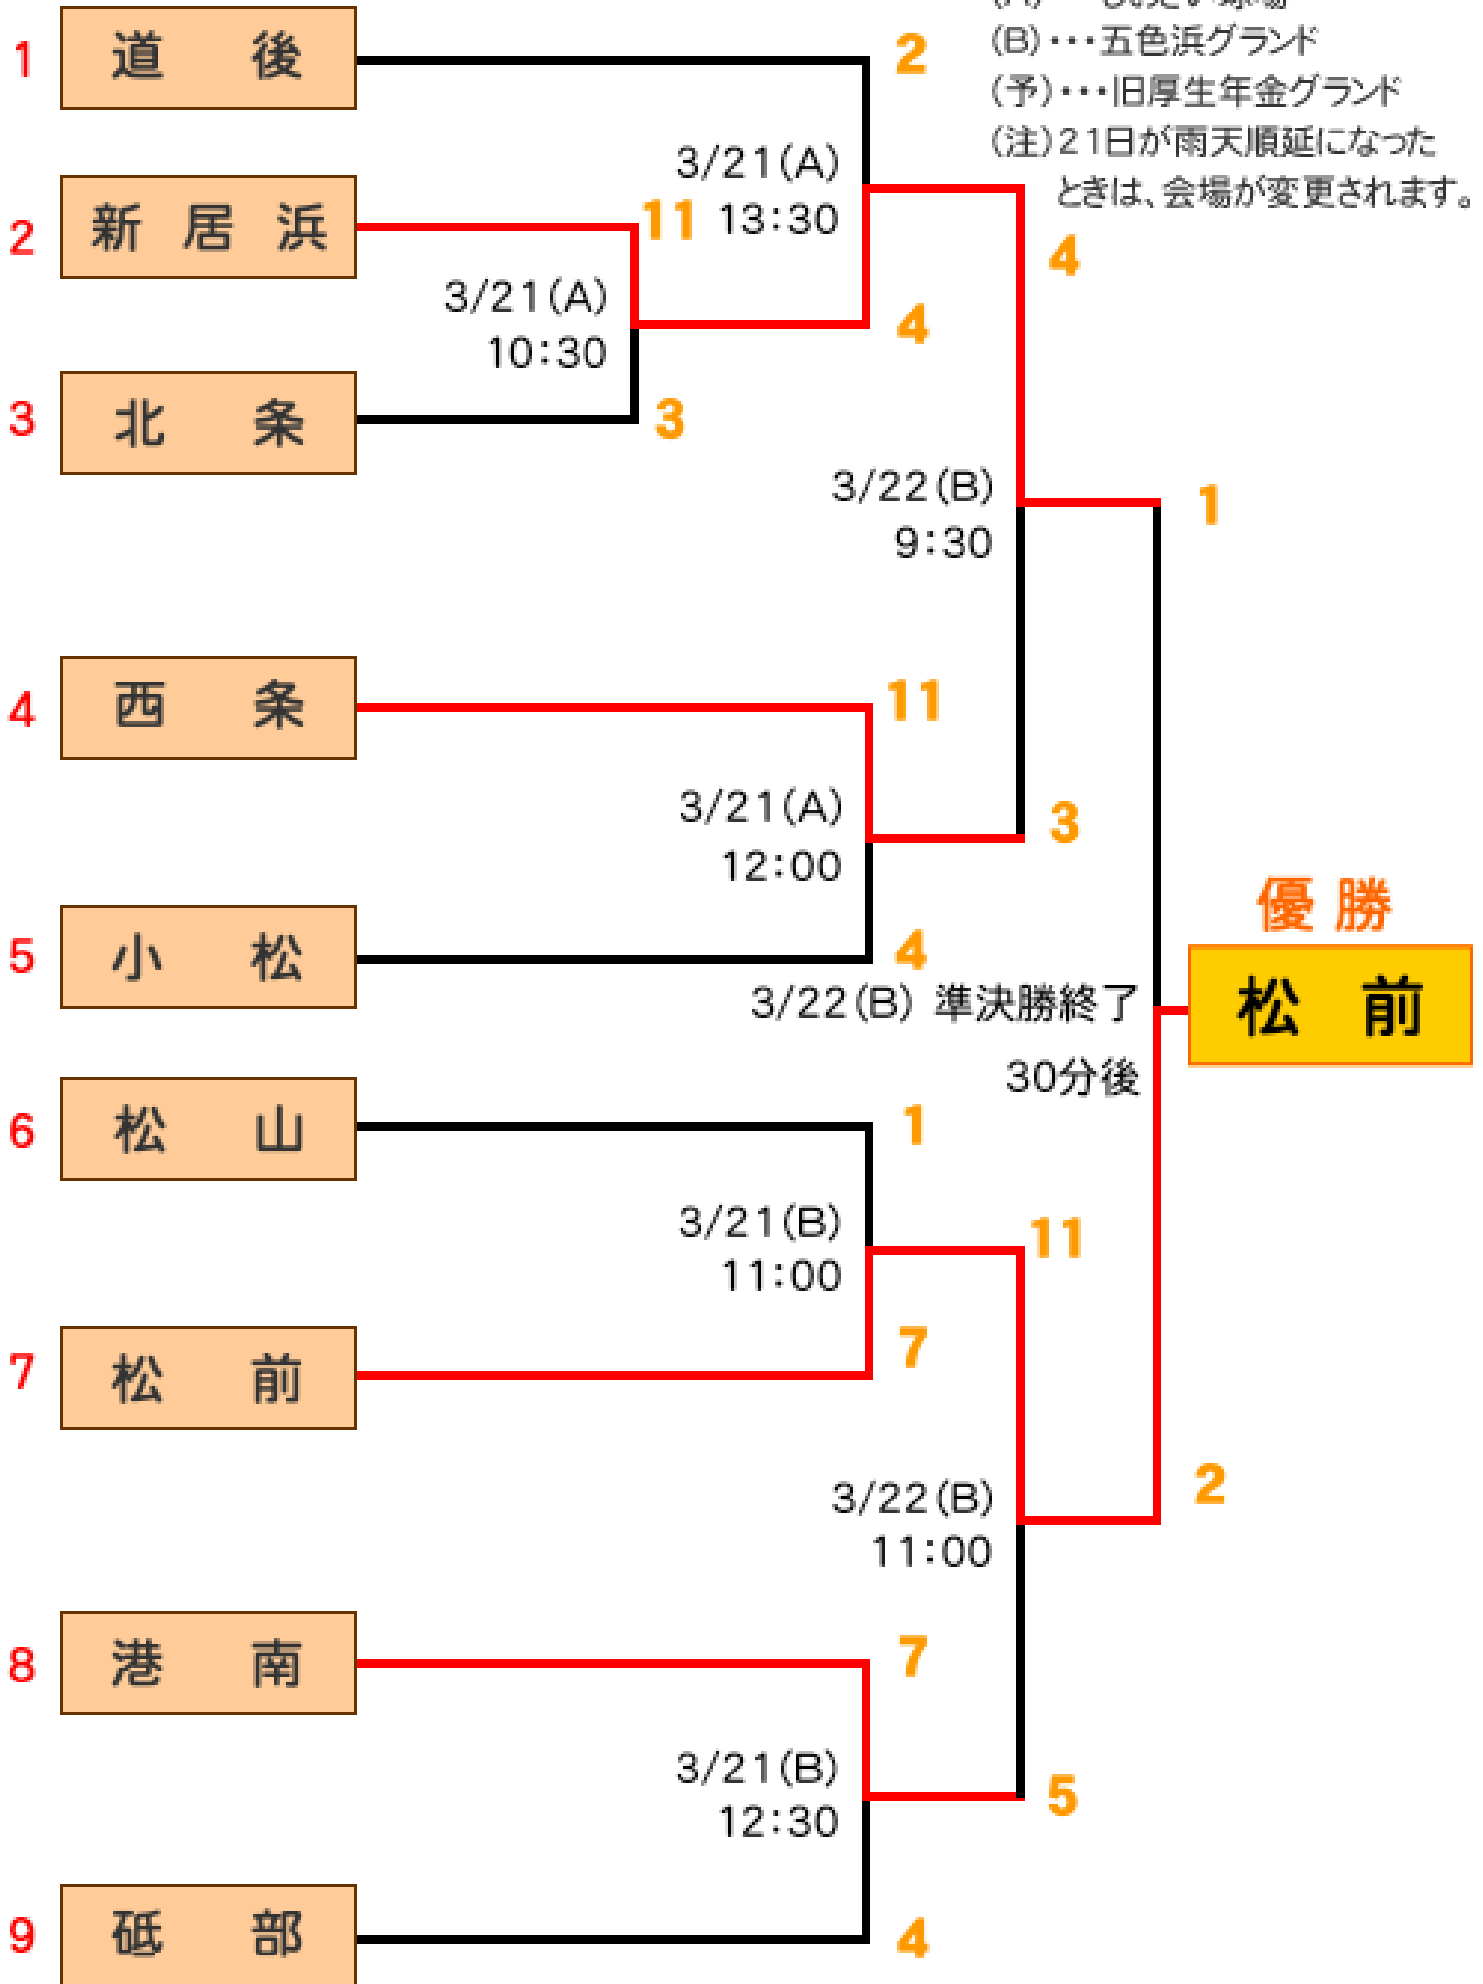 1 道 後 2
(B)・・・五色浜グランド
(予)・・・旧厚生年金グランド
(注)21日が雨天順延になった
ときは、会場が変更されます。
3/21(A)
13:30
2 新 居 浜 11
4
3/21(A)
10:30
4
3 北 条 3
3/22(B)
9:30
1
4 西 条 11
3/21(A)
12:00
3
5 小 松 4
優 勝
松 前
3/22(B) 準決勝終了
30分後
6 松 山 1
3/21(B)
11:00
11
7 松 前 7
3/22(B)
11:00
2
8 港 南 7
3/21(B)
12:30
5
9 砥 部 4